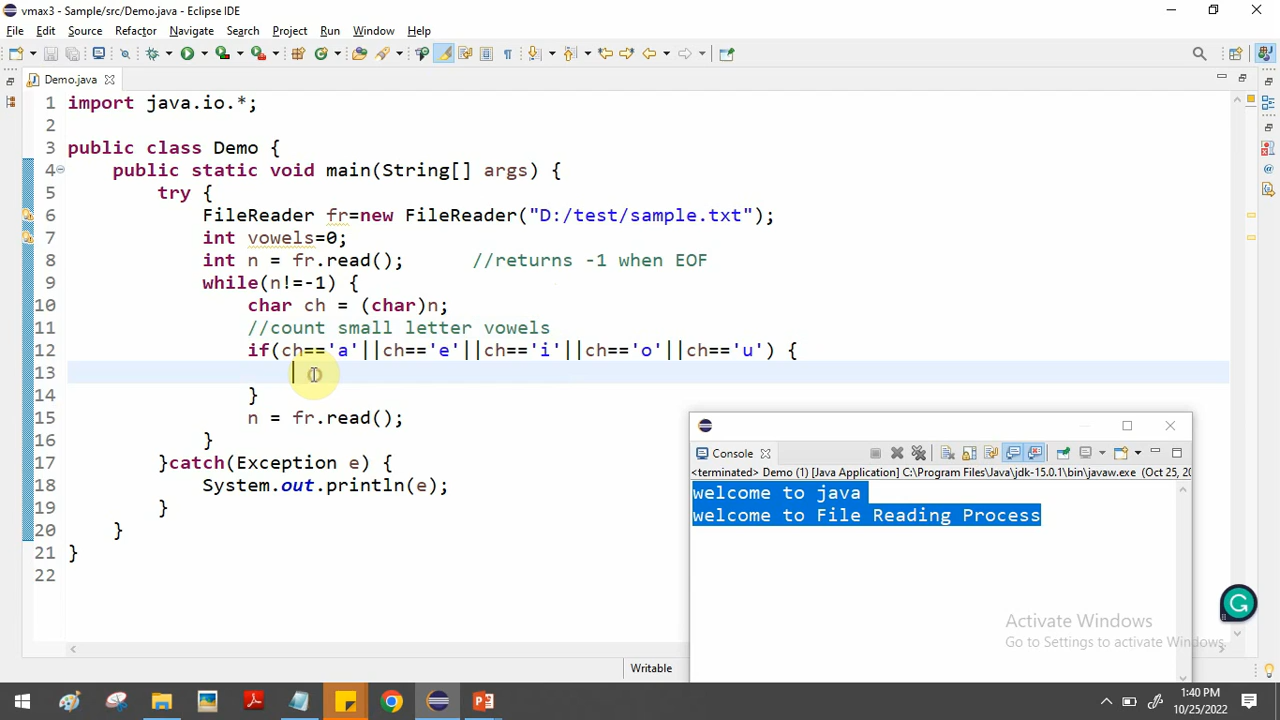 vmax3 - Sample/src/Demo.java - Eclipse IDE
File Edit Source Refactor Navigate Search Project Run Window Help
Demo.java
1 import java.io.*;
2
3 public class Demo {
4 public static void main(String[] args) {
5 try {
6 FileReader fr=new FileReader("D:/test/sample.txt");
7 int vowels=0;
8 int n = fr.read(); //returns -1 when EOF
9 while(n!=-1) {
10 char ch = (char)n;
11 //count small letter vowels
12 if(ch=='a'||ch=='e'||ch=='i'||ch=='o'||ch=='u') {
13
14 }
15 n = fr.read();
16 }
17 }catch(Exception e) {
18 System.out.println(e);
19 }
20 }
21 }
22
Console
<terminated> Demo (1) [Java Application] C:\Program Files\Java\jdk-15.0.1\bin\javaw.exe (Oct 25, 20
welcome to java
welcome to File Reading Process
Activate Windows
Go to Settings to activate Windows.
Writable
1:40 PM
10/25/2022